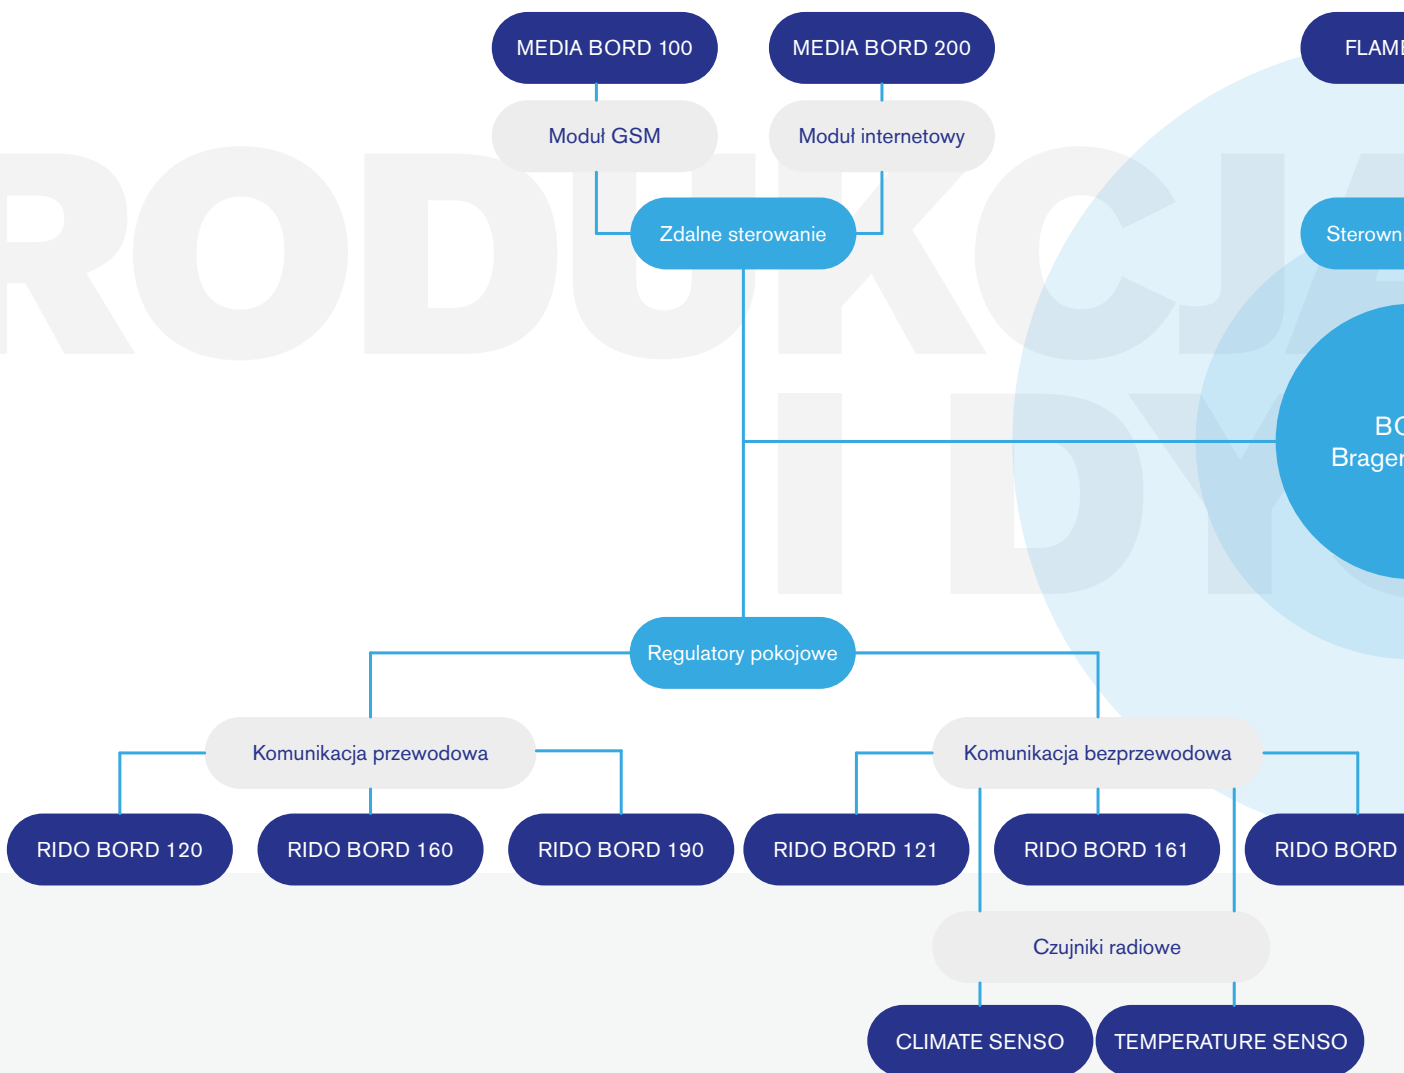 MEDIA BORD 100
MEDIA BORD 200
Moduł GSM
Moduł internetowy
Zdalne sterowanie
RODUKCJA
I DY
Regulatory pokojowe
Komunikacja przewodowa
Komunikacja bezprzewodowa
RIDO BORD 120
RIDO BORD 160
RIDO BORD 190
RIDO BORD 121
RIDO BORD 161
RIDO BORD
Czujniki radiowe
CLIMATE SENSO
TEMPERATURE SENSO